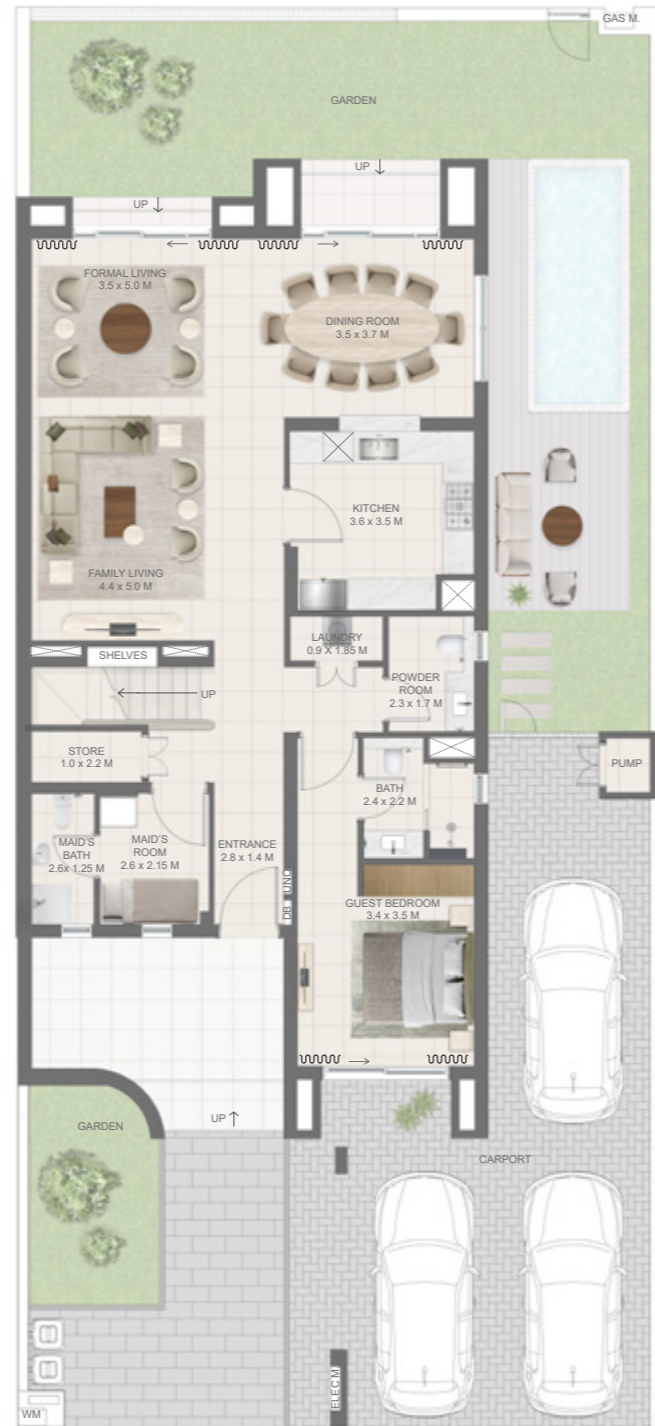 GAS M.
GARDEN
UP
UP
FORMAL LIVING
3.5 x 5.0 M
DINING ROOM
3.5 x 3.7 M
KITCHEN
3.6 x 3.5 M
FAMILY LIVING
4.4 x 5.0 M
LAUNDRY
0.9 X 1.85 M
SHELVES
POWDER
ROOM
2.3 x 1.7 M
UP
STORE
1.0 x 2.2 M
PUMP
BATH
2.4 x 2.2 M
MAID'S
BATH
2.6x 1.25 M
MAID'S
ROOM
2.6 x 2.15 M
ENTRANCE
2.8 x 1.4 M
DB
GUEST BEDROOM
3.4 x 3.5 M
UP
GARDEN
CARPORT
ELEC.M
WM